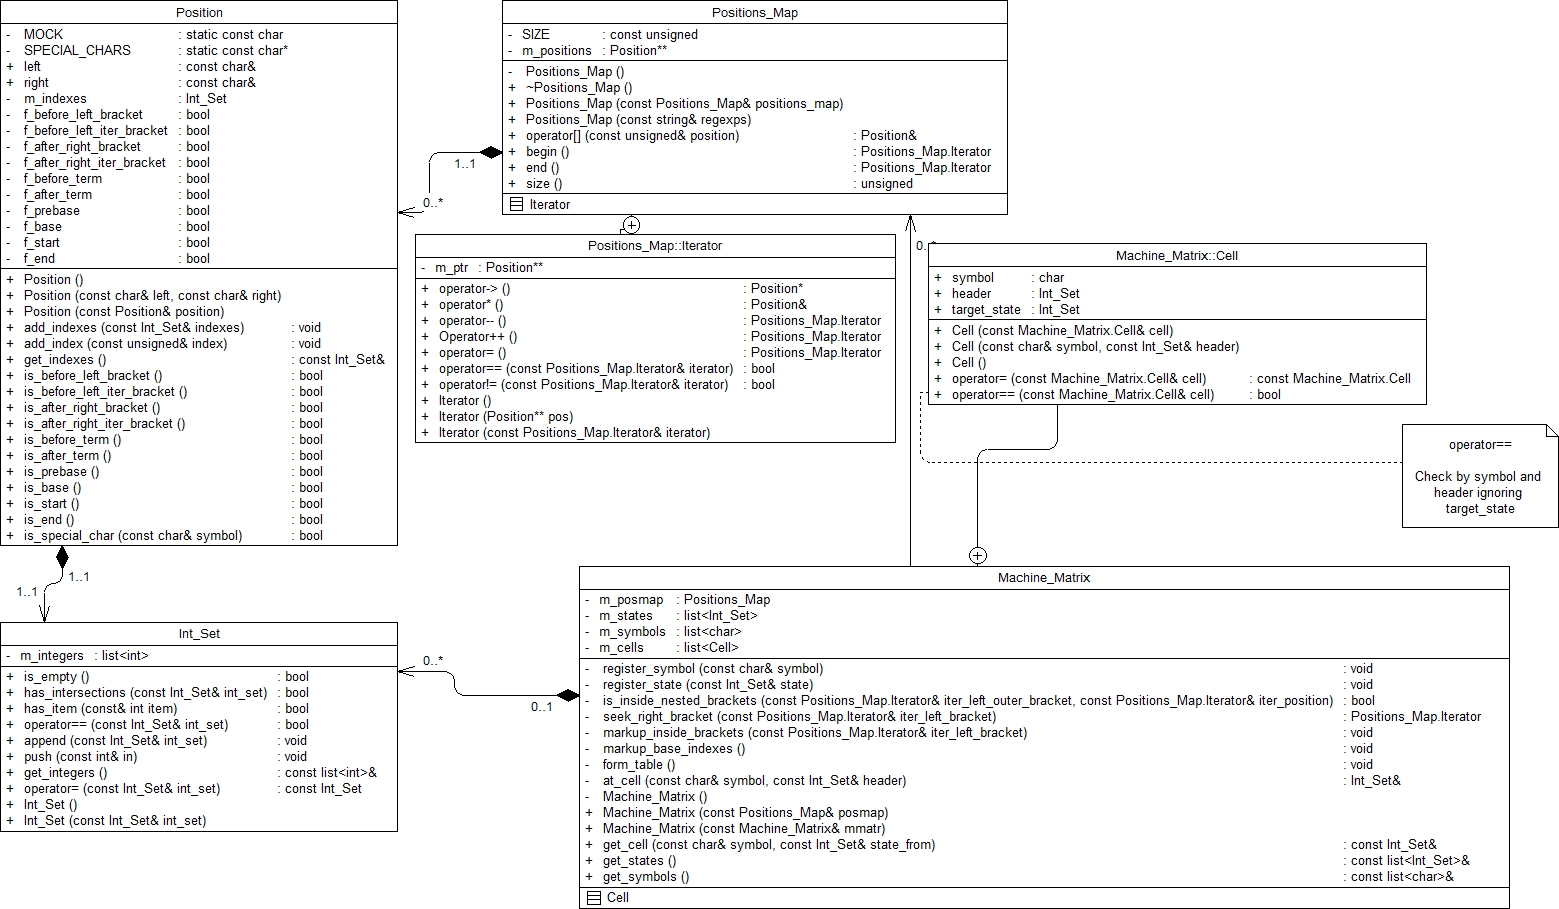 Position
- MOCK : static const char
- SPECIAL_CHARS : static const char*
+ left : const char&
+ right : const char&
- m_indexes : Int_Set
- f_before_left_bracket : bool
- f_before_left_iter_bracket : bool
- f_after_right_bracket : bool
- f_after_right_iter_bracket : bool
- f_before_term : bool
- f_after_term : bool
- f_prebase : bool
- f_base : bool
- f_start : bool
- f_end : bool
+ Position ()
+ Position (const char& left, const char& right)
+ Position (const Position& position)
+ add_indexes (const Int_Set& indexes) : void
+ add_index (const unsigned& index) : void
+ get_indexes () : const Int_Set&
+ is_before_left_bracket () : bool
+ is_before_left_iter_bracket () : bool
+ is_after_right_bracket () : bool
+ is_after_right_iter_bracket () : bool
+ is_before_term () : bool
+ is_after_term () : bool
+ is_prebase () : bool
+ is_base () : bool
+ is_start () : bool
+ is_end () : bool
+ is_special_char (const char& symbol) : bool
1..1
0..*
Positions_Map
- SIZE : const unsigned
- m_positions : Position**
- Positions_Map ()
+ ~Positions_Map ()
+ Positions_Map (const Positions_Map& positions_map)
+ Positions_Map (const string& regexps)
+ operator[] (const unsigned& position) : Position&
+ begin () : Positions_Map.Iterator
+ end () : Positions_Map.Iterator
+ size () : unsigned
Iterator
Positions_Map::Iterator
- m_ptr : Position**
+ operator-> () : Position*
+ operator* () : Position&
+ operator-- () : Positions_Map.Iterator
+ Operator++ () : Positions_Map.Iterator
+ operator= () : Positions_Map.Iterator
+ operator== (const Positions_Map.Iterator& iterator) : bool
+ operator!= (const Positions_Map.Iterator& iterator) : bool
+ Iterator ()
+ Iterator (Position** pos)
+ Iterator (const Positions_Map.Iterator& iterator)
0..*
Machine_Matrix::Cell
+ symbol : char
+ header : Int_Set
+ target_state : Int_Set
+ Cell (const Machine_Matrix.Cell& cell)
+ Cell (const char& symbol, const Int_Set& header)
+ Cell ()
+ operator= (const Machine_Matrix.Cell& cell) : const Machine_Matrix.Cell
+ operator== (const Machine_Matrix.Cell& cell) : bool
operator==
Check by symbol and
header ignoring
target_state
1..1
1..1
Int_Set
- m_integers : list<int>
+ is_empty () : bool
+ has_intersections (const Int_Set& int_set) : bool
+ has_item (const& int item) : bool
+ operator== (const Int_Set& int_set) : bool
+ append (const Int_Set& int_set) : void
+ push (const int& in) : void
+ get_integers () : const list<int>&
+ operator= (const Int_Set& int_set) : const Int_Set
+ Int_Set ()
+ Int_Set (const Int_Set& int_set)
0..*
0..1
Machine_Matrix
- m_posmap : Positions_Map
- m_states : list<Int_Set>
- m_symbols : list<char>
- m_cells : list<Cell>
- register_symbol (const char& symbol) : void
- register_state (const Int_Set& state) : void
- is_inside_nested_brackets (const Positions_Map.Iterator& iter_left_outer_bracket, const Positions_Map.Iterator& iter_position) : bool
- seek_right_bracket (const Positions_Map.Iterator& iter_left_bracket) : Positions_Map.Iterator
- markup_inside_brackets (const Positions_Map.Iterator& iter_left_bracket) : void
- markup_base_indexes () : void
- form_table () : void
- at_cell (const char& symbol, const Int_Set& header) : Int_Set&
- Machine_Matrix ()
+ Machine_Matrix (const Positions_Map& posmap)
+ Machine_Matrix (const Machine_Matrix& mmatr)
+ get_cell (const char& symbol, const Int_Set& state_from) : const Int_Set&
+ get_states () : const list<Int_Set>&
+ get_symbols () : const list<char>&
Cell